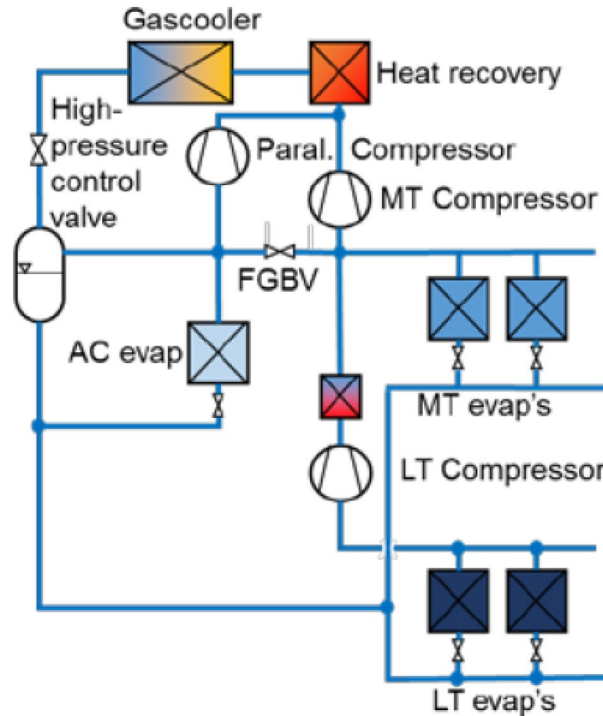 Gascooler
Heat recovery
High-
pressure
control
valve
Paral. Compressor
MT Compressor
FGBV
AC evap
MT evap's
LT Compressor
LT evap's